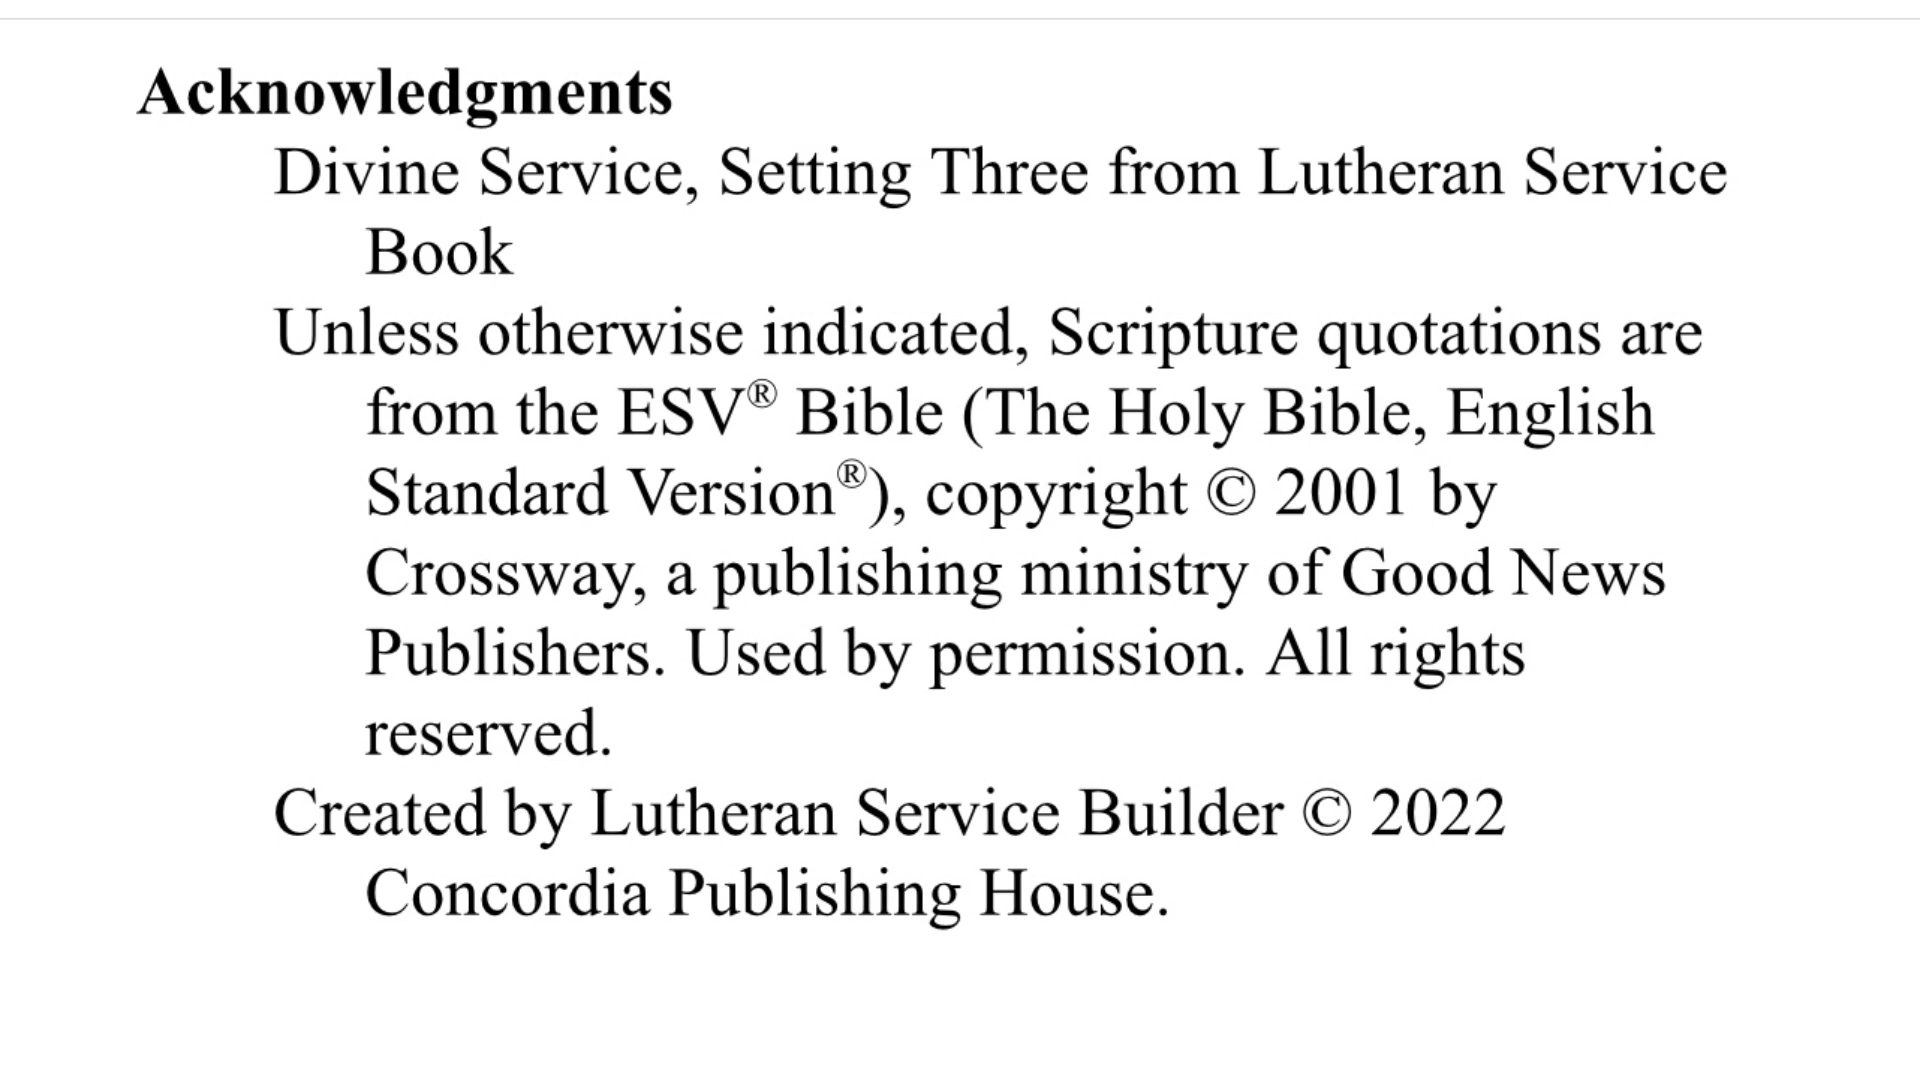 Acknowledgments
Divine Service, Setting Three from Lutheran Service
Book
Unless otherwise indicated, Scripture quotations are
from the ESV® Bible (The Holy Bible, English
Standard Version®), copyright © 2001 by
Crossway, a publishing ministry of Good News
Publishers. Used by permission. All rights
reserved.
Created by Lutheran Service Builder © 2022
Concordia Publishing House.